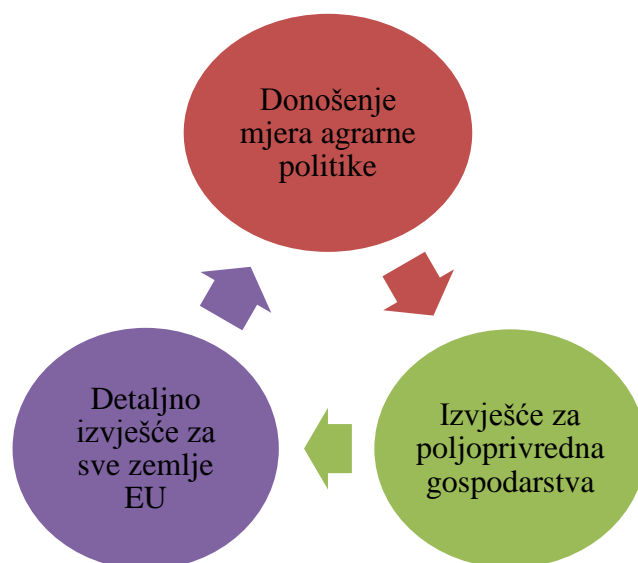 Donošenje
mjera agrarne
politike
Izvješće za
poljoprivredna
gospodarstva
Detaljno
izvješće za
sve zemlje
EU